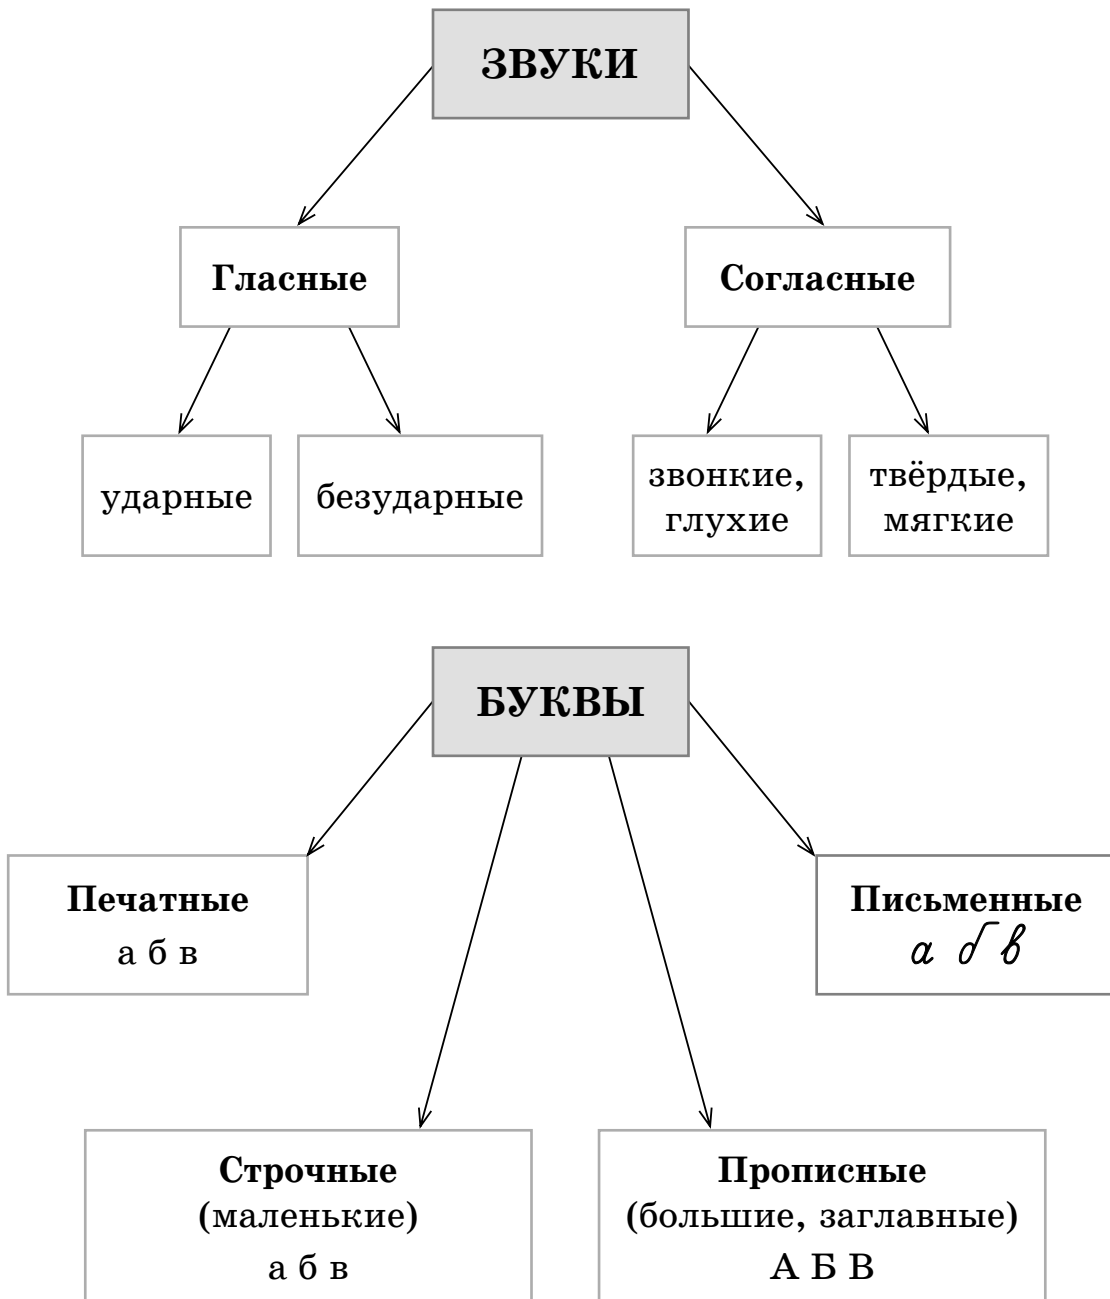 ЗВУКИ
Гласные
Согласные
ударные
безударные
звонкие,
глухие
твёрдые,
мягкие
БУКВЫ
Печатные
а б в
Письменные
а б в
Строчные
(маленькие)
а б в
Прописные
(большие, заглавные)
А Б В